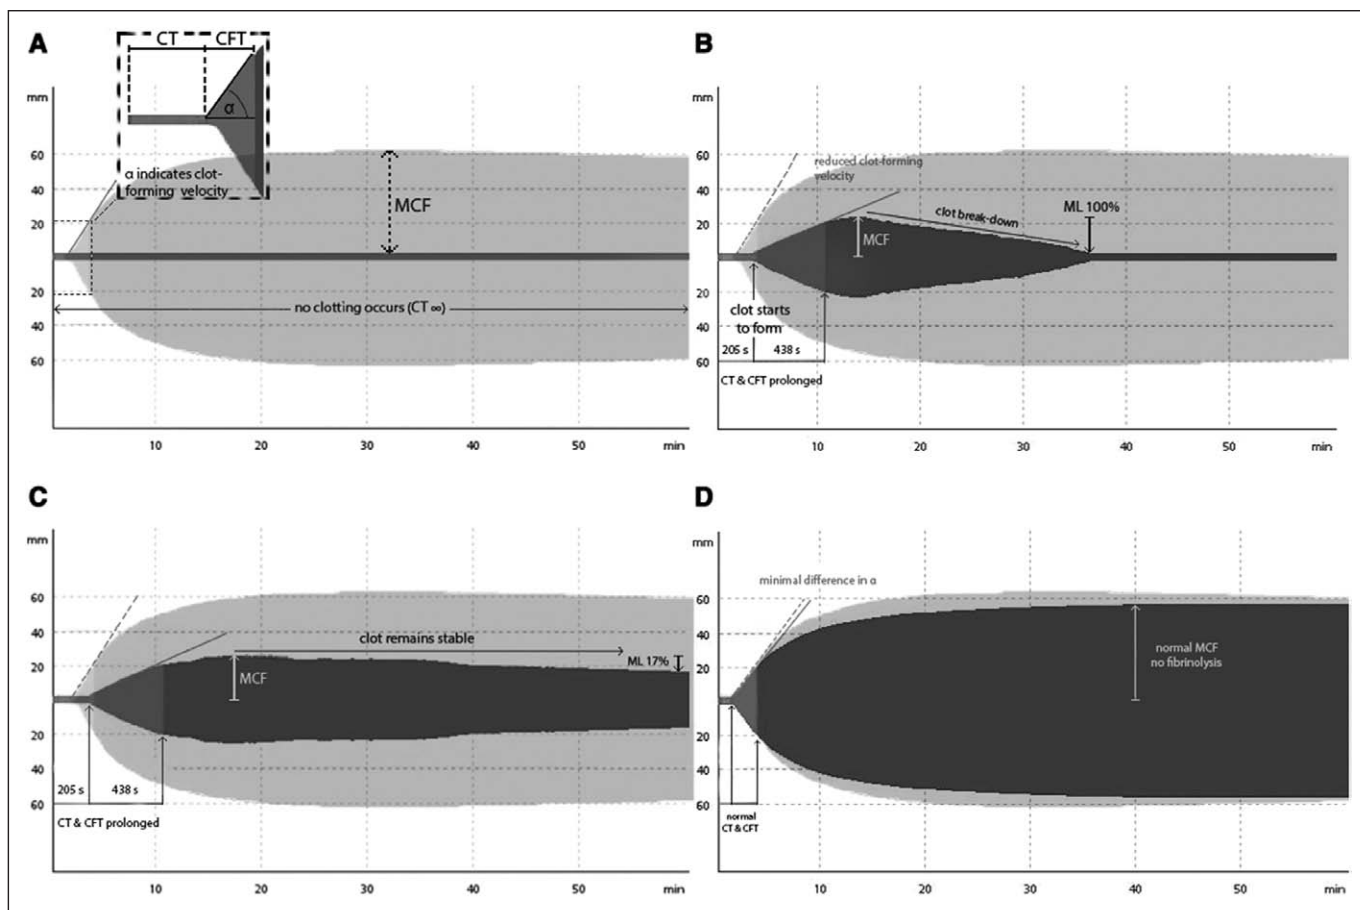 A
CT
CFT
α
mm
α indicates clot-
forming velocity
60
40
20
MCF
20
no clotting occurs (CT ∞)
40
60
10
20
30
40
50
min
B
mm
60
reduced clot-forming
velocity
40
clot break-down
ML 100%
20
MCF
20
clot starts
to form
40
205 s
438 s
60
CT & CFT prolonged
10
20
30
40
50
min
C
mm
60
40
clot remains stable
20
ML 17%
MCF
20
40
205 s
438 s
60
CT & CFT prolonged
10
20
30
40
50
min
D
mm
minimal difference in α
60
40
normal MCF
no fibrinolysis
20
20
40
60
normal
CT & CFT
10
20
30
40
50
min